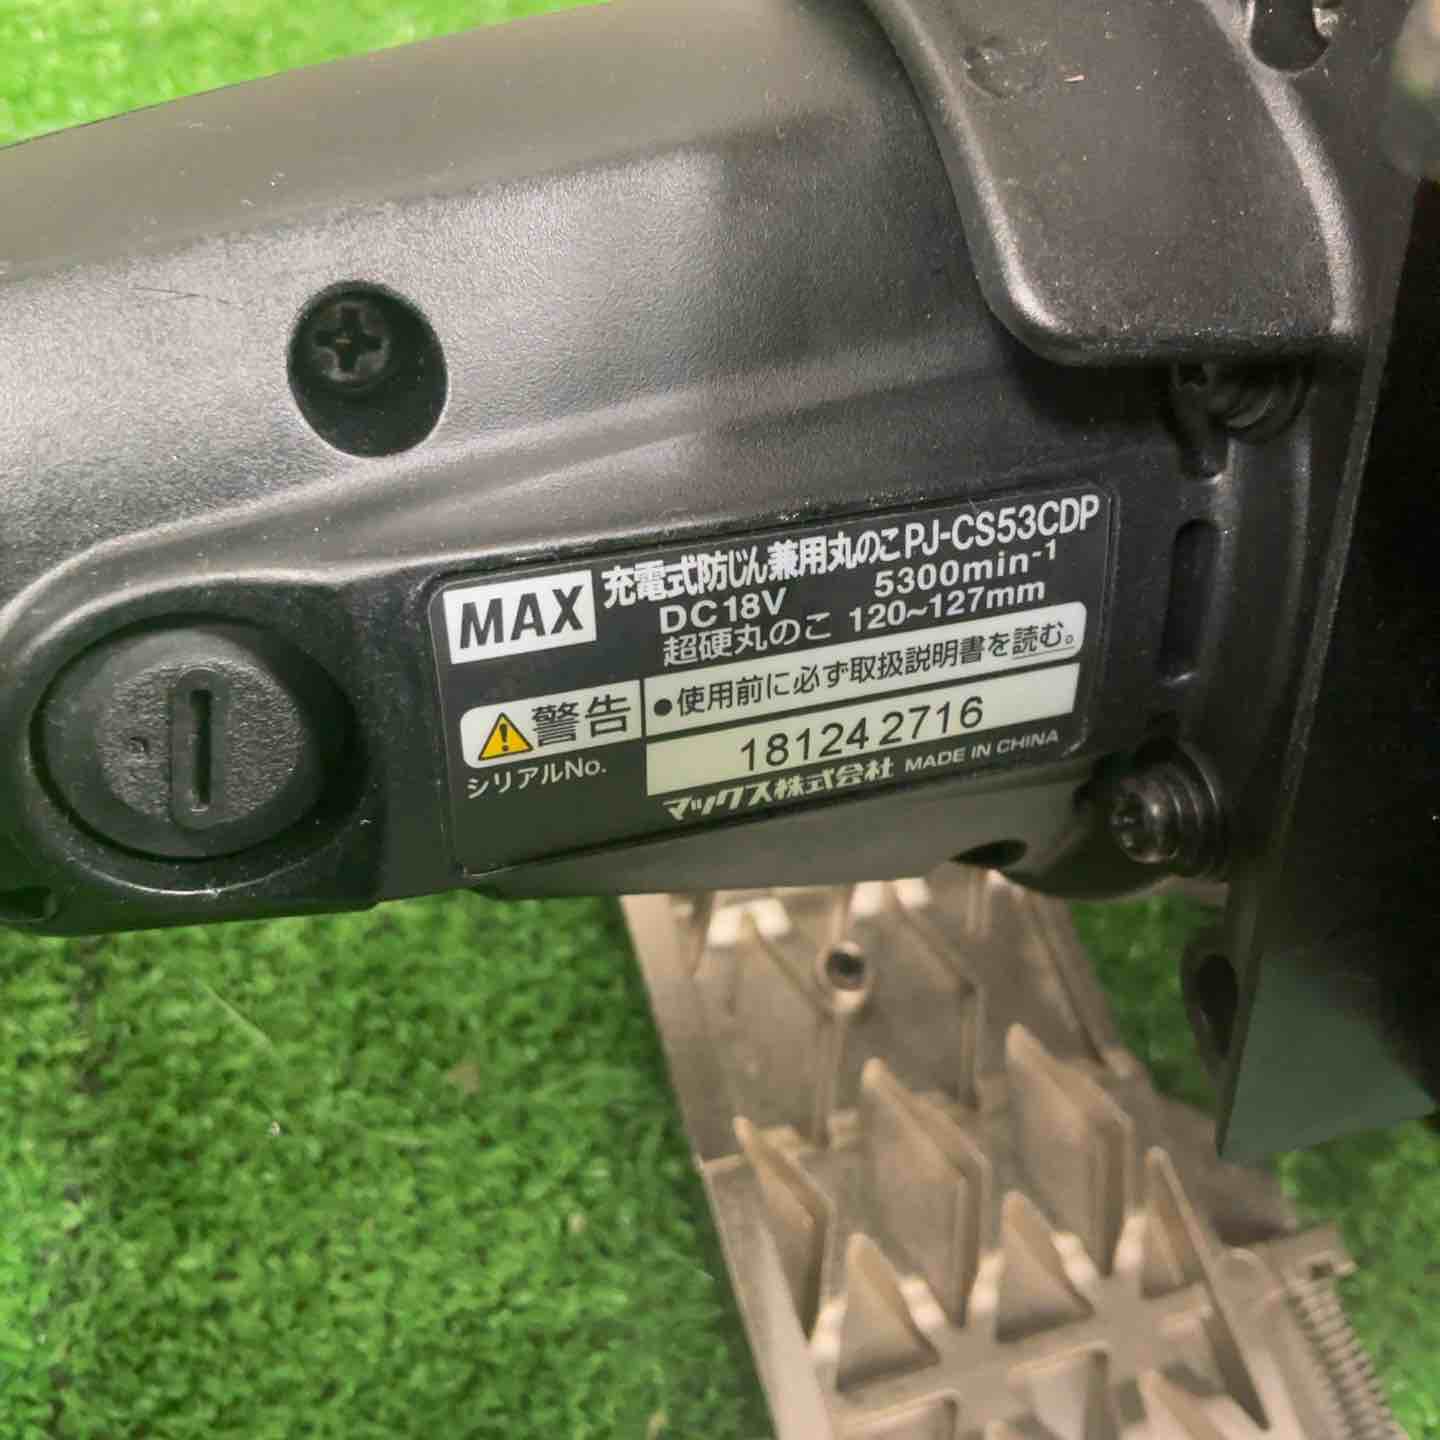 MAX 充電式防じん兼用丸のこ PJ-CS53CDP
DC18V 5300min-1
超硬丸のこ 120~127mm
警告 ●使用前に必ず取扱説明書を読む。
シリアルNo. 181242716
マックス株式会社 MADE IN CHINA